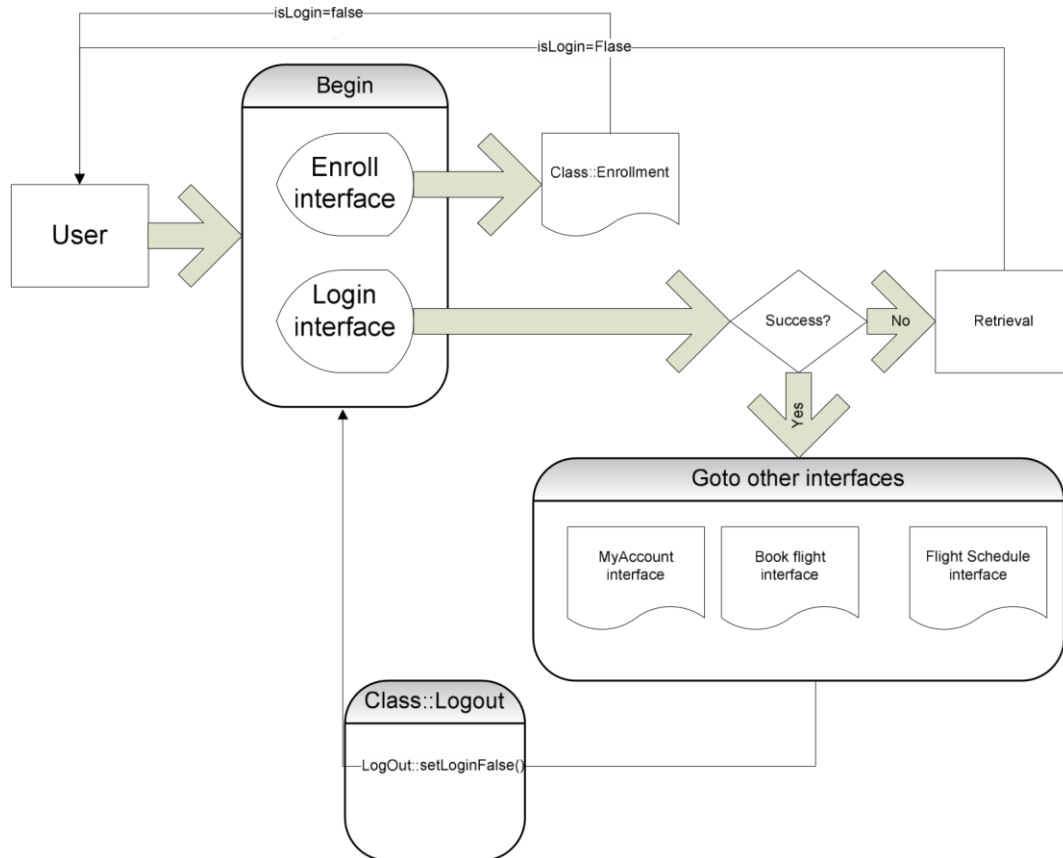 isLogin=false
isLogin=Flase
Begin
Enroll
interface
Class::Enrollment
User
Login
interface
Success?
No
Retrieval
Yes
Goto other interfaces
MyAccount
interface
Book flight
interface
Flight Schedule
interface
Class::Logout
LogOut::setLoginFalse()